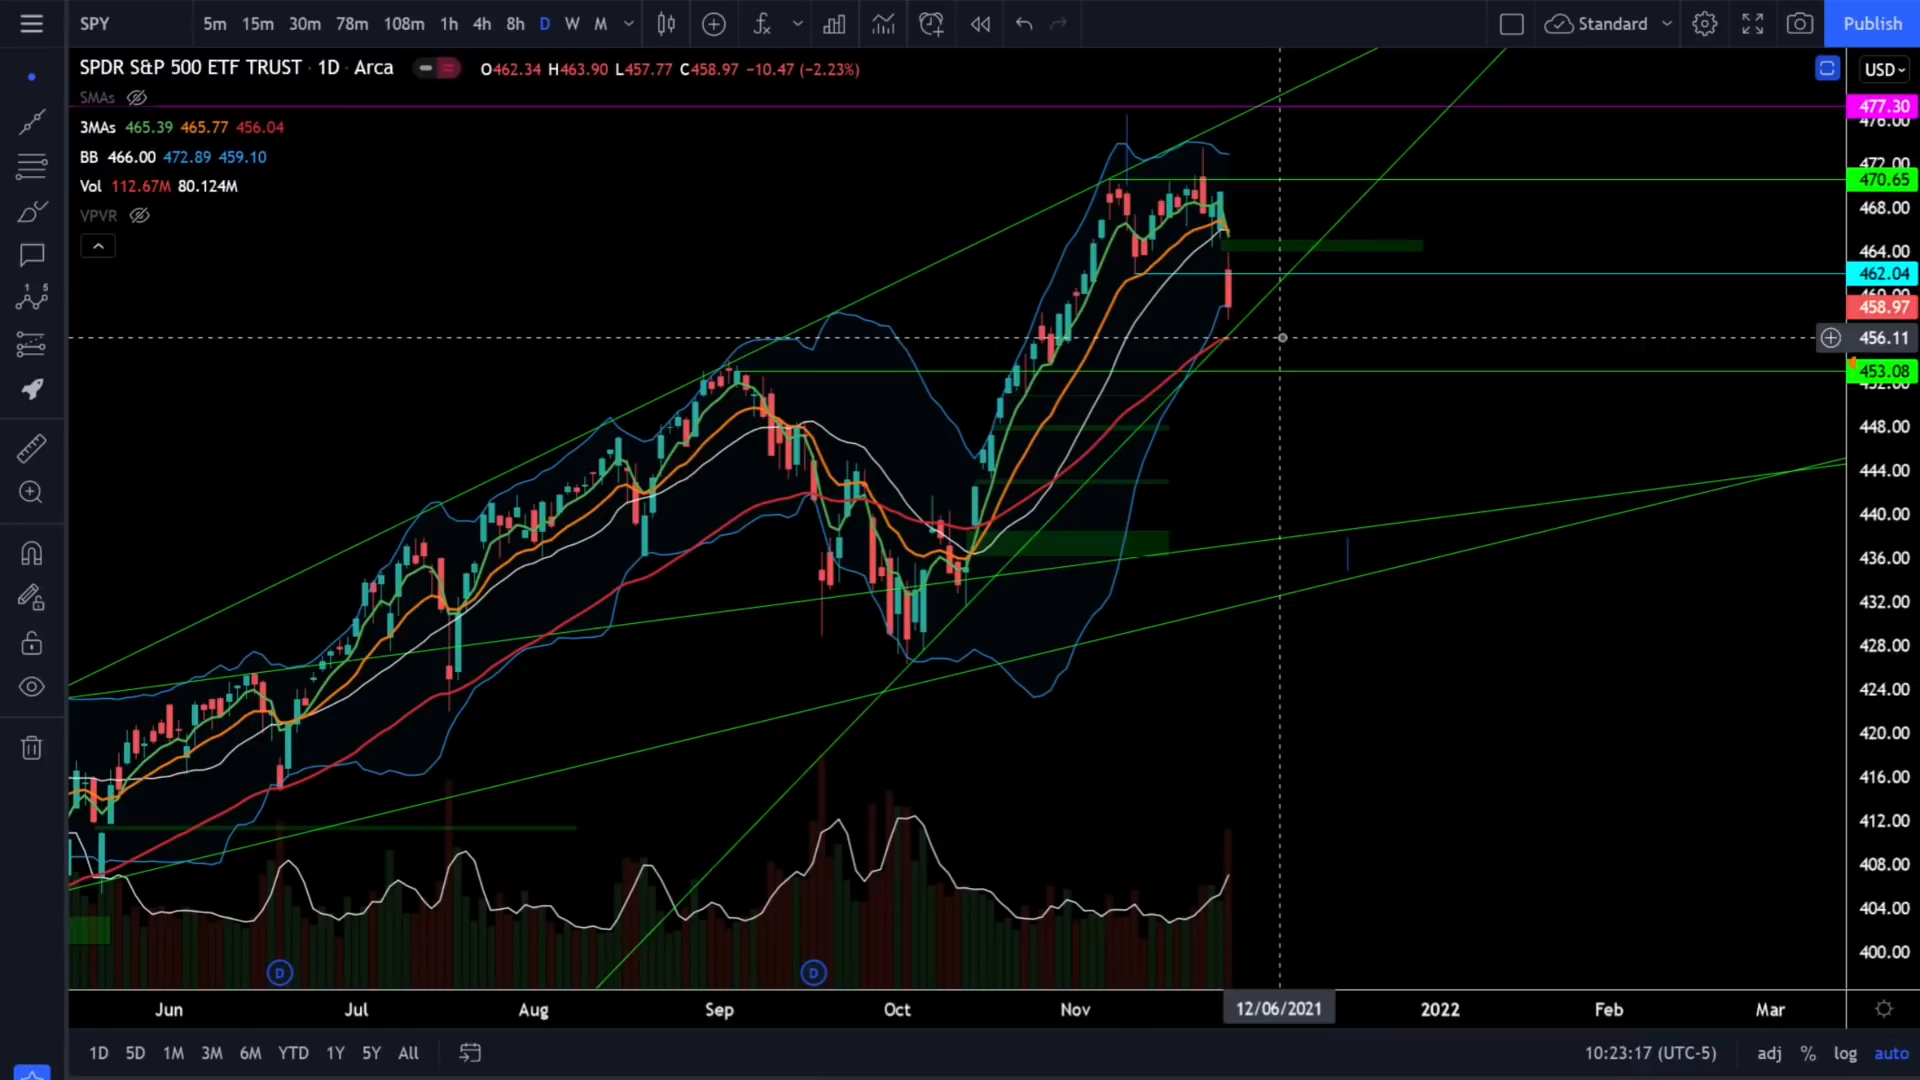 SPY 5m 15m 30m 78m 108m 1h 4h 8h D W M Standard Publish
SPDR S&P 500 ETF TRUST · 1D · Arca O462.34 H463.90 L457.77 C458.97 −10.47 (−2.23%) USD
SMAs
477.30
476.00
3MAs 465.39 465.77 456.04
BB 466.00 472.89 459.10
472.00
Vol 112.67M 80.124M
470.65
468.00
VPVR
464.00
462.04
458.97
456.11
453.08
448.00
444.00
440.00
436.00
432.00
428.00
424.00
420.00
416.00
412.00
408.00
404.00
400.00
D D
Jun Jul Aug Sep Oct Nov 12/06/2021 2022 Feb Mar
1D 5D 1M 3M 6M YTD 1Y 5Y All 10:23:17 (UTC-5) adj % log auto